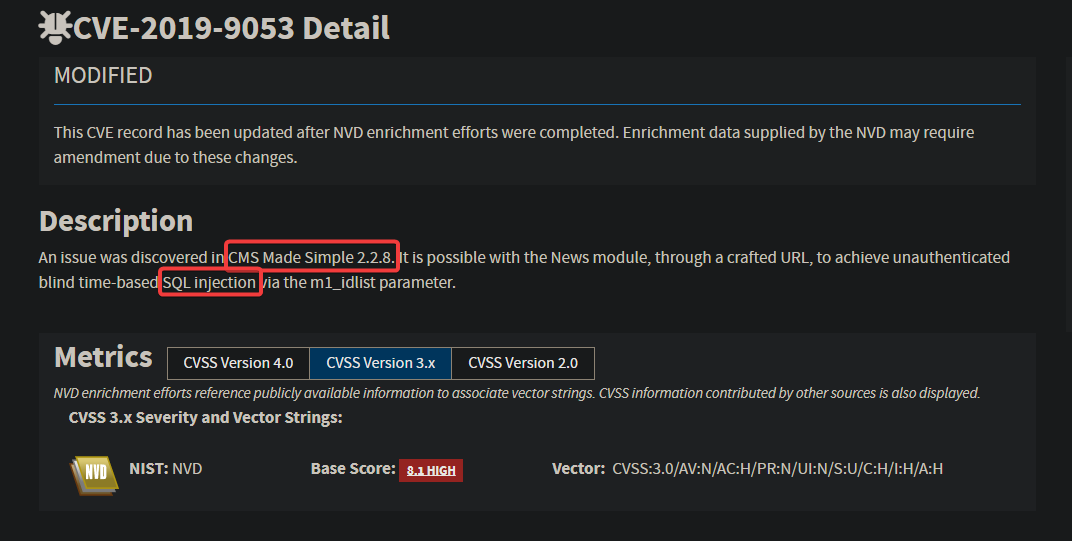 CVE-2019-9053 Detail
MODIFIED
This CVE record has been updated after NVD enrichment efforts were completed. Enrichment data supplied by the NVD may require
amendment due to these changes.
Description
An issue was discovered in CMS Made Simple 2.2.8. It is possible with the News module, through a crafted URL, to achieve unauthenticated
blind time-based SQL injection via the m1_idlist parameter.
Metrics CVSS Version 4.0 CVSS Version 3.x CVSS Version 2.0
NVD enrichment efforts reference publicly available information to associate vector strings. CVSS information contributed by other sources is also displayed.
CVSS 3.x Severity and Vector Strings:
NVD NIST: NVD Base Score: 8.1 HIGH Vector: CVSS:3.0/AV:N/AC:H/PR:N/UI:N/S:U/C:H/I:H/A:H